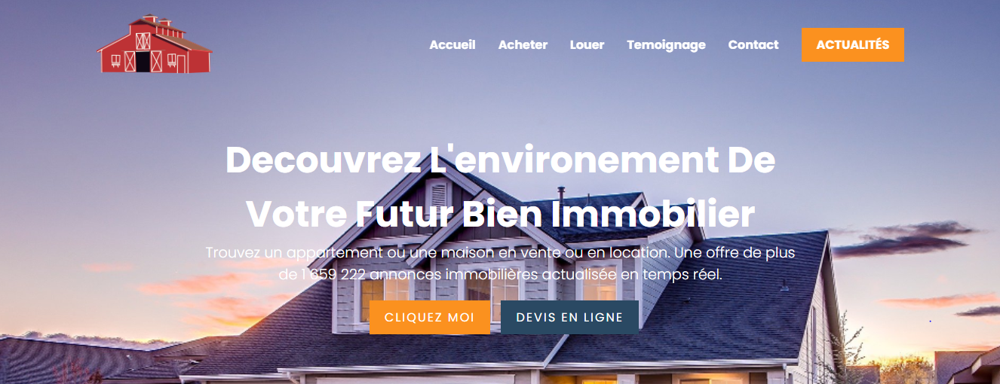 Accueil Acheter Louer Temoignage Contact ACTUALITÉS
Decouvrez L'environement De
Votre Futur Bien Immobilier
Trouvez un appartement ou une maison en vente ou en location. Une offre de plus
de 1 659 222 annonces immobilières actualisée en temps réel.
CLIQUEZ MOI DEVIS EN LIGNE